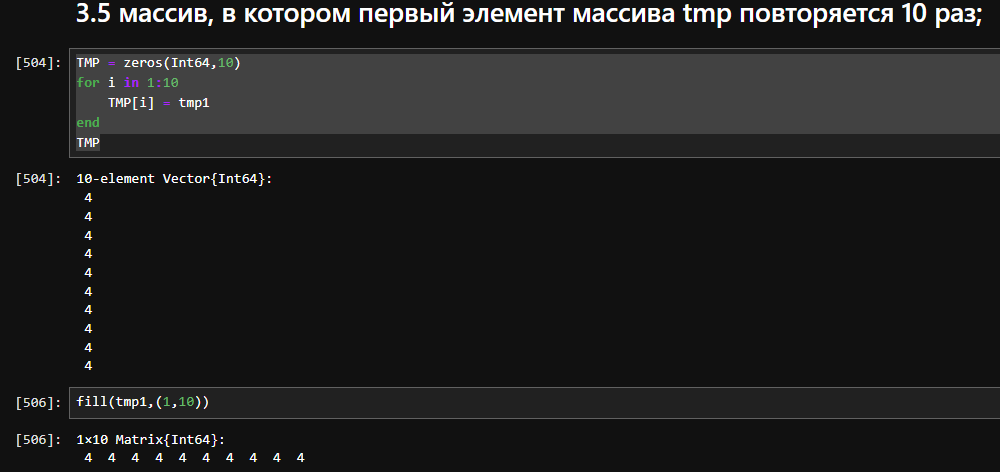 3.5 массив, в котором первый элемент массива tmp повторяется 10 раз;
[504]: TMP = zeros(Int64,10)
for i in 1:10
    TMP[i] = tmp1
end
TMP
[504]: 10-element Vector{Int64}:
4
4
4
4
4
4
4
4
4
4
[506]: fill(tmp1,(1,10))
[506]: 1×10 Matrix{Int64}:
4 4 4 4 4 4 4 4 4 4